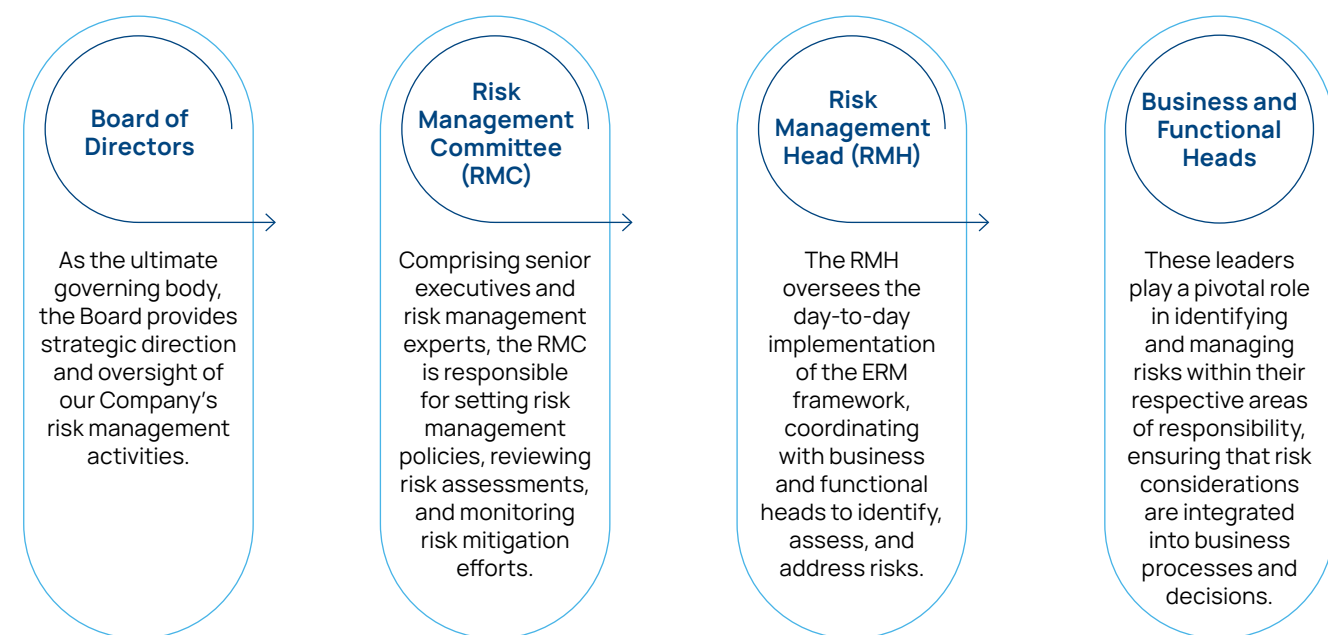 Board of
Directors
As the ultimate
governing body,
the Board provides
strategic direction
and oversight of
our Company's
risk management
activities.
Risk
Management
Committee
(RMC)
Comprising senior
executives and
risk management
experts, the RMC
is responsible
for setting risk
management
policies, reviewing
risk assessments,
and monitoring
risk mitigation
efforts.
Risk
Management
Head (RMH)
The RMH
oversees the
day-to-day
implementation
of the ERM
framework,
coordinating
with business
and functional
heads to identify,
assess, and
address risks.
Business and
Functional
Heads
These leaders
play a pivotal role
in identifying
and managing
risks within their
respective areas
of responsibility,
ensuring that risk
considerations
are integrated
into business
processes and
decisions.